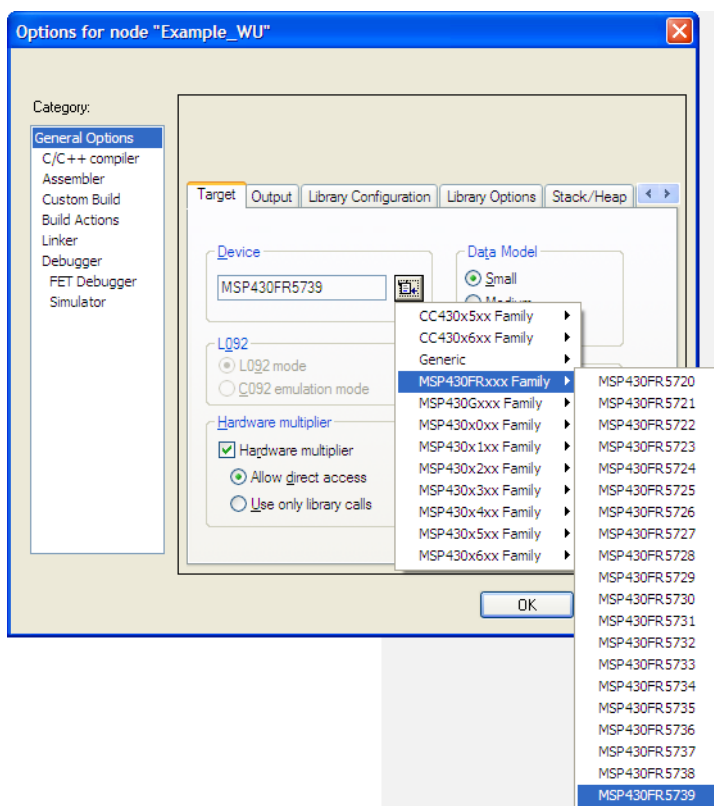 Options for node "Example_WU"
Category:
General Options
C/C++ compiler
Assembler
Custom Build
Build Actions
Linker
Debugger
FET Debugger
Simulator
Target Output Library Configuration Library Options Stack/Heap
Device
MSP430FR5739
Data Model
Small
Medium
L092
L092 mode
C092 emulation mode
Hardware multiplier
Hardware multiplier
Allow direct access
Use only library calls
CC430x5xx Family
CC430x6xx Family
Generic
MSP430FRxxx Family
MSP430Gxxx Family
MSP430x0xx Family
MSP430x1xx Family
MSP430x2xx Family
MSP430x3xx Family
MSP430x4xx Family
MSP430x5xx Family
MSP430x6xx Family
MSP430FR5720
MSP430FR5721
MSP430FR5722
MSP430FR5723
MSP430FR5724
MSP430FR5725
MSP430FR5726
MSP430FR5727
MSP430FR5728
MSP430FR5729
MSP430FR5730
MSP430FR5731
MSP430FR5732
MSP430FR5733
MSP430FR5734
MSP430FR5735
MSP430FR5736
MSP430FR5737
MSP430FR5738
MSP430FR5739
OK